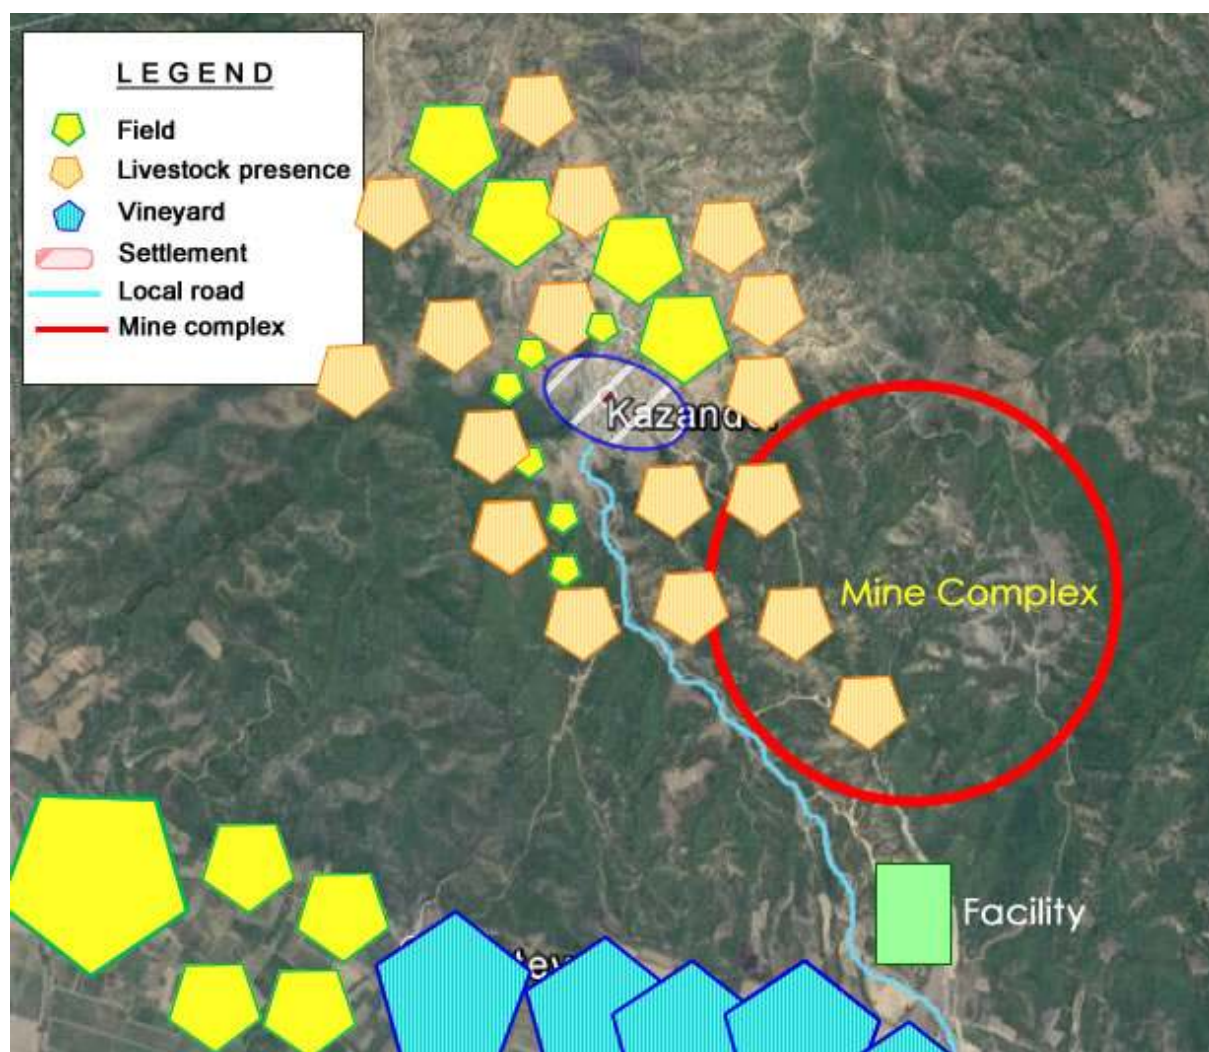 LEGEND
Field
Livestock presence
Vineyard
Settlement
Local road
Mine complex
Mine Complex
Facility